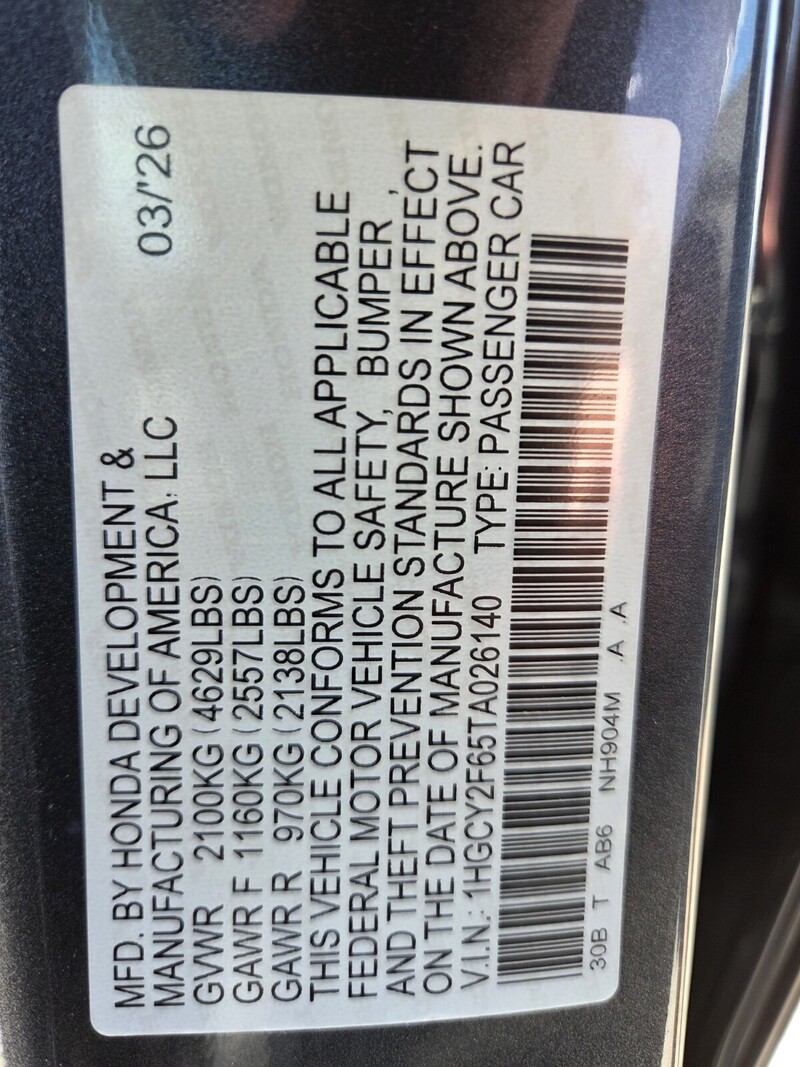 MFD. BY HONDA DEVELOPMENT &
MANUFACTURING OF AMERICA, LLC 03/'26
GVWR 2100KG (4629LBS)
GAWR F 1160KG (2557LBS)
GAWR R 970KG (2138LBS)
THIS VEHICLE CONFORMS TO ALL APPLICABLE
FEDERAL MOTOR VEHICLE SAFETY, BUMPER ,
AND THEFT PREVENTION STANDARDS IN EFFECT
ON THE DATE OF MANUFACTURE SHOWN ABOVE.
V.I.N.: 1HGCY2F65TA026140 TYPE: PASSENGER CAR
30B T AB6 NH904M .A .A